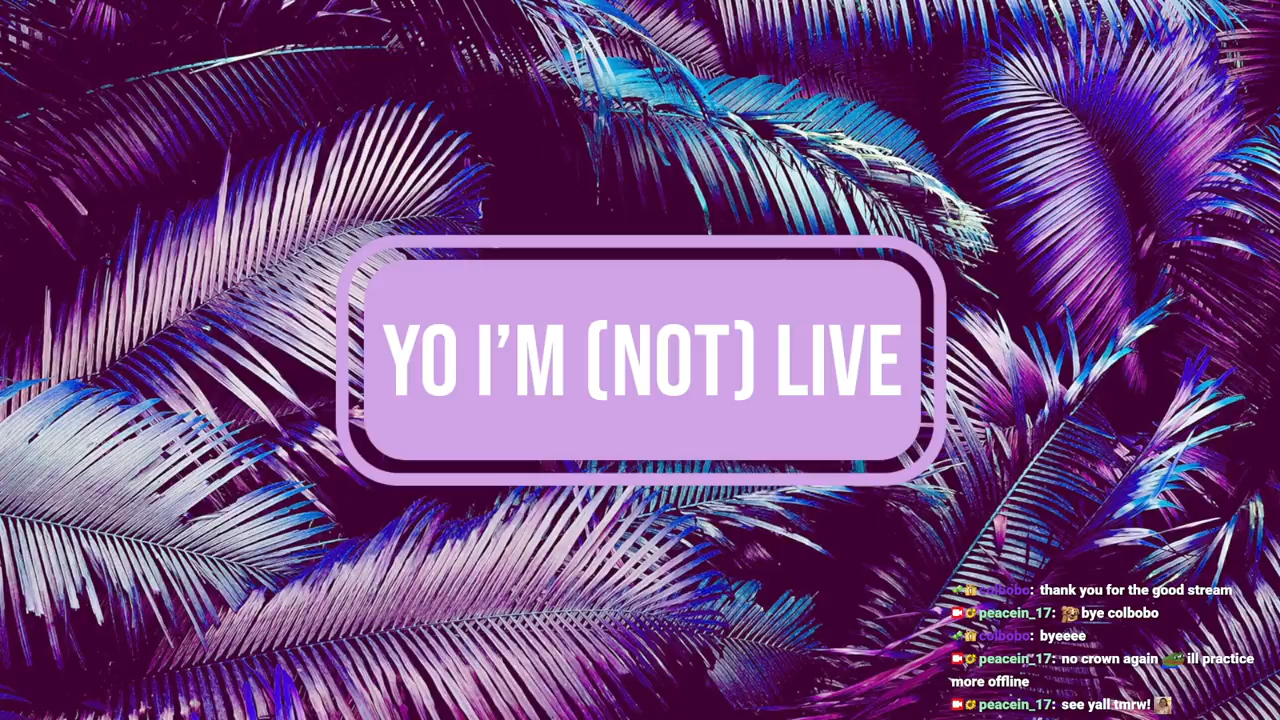 YO I’M (NOT) LIVE
colbobo: thank you for the good stream
peacein_17: bye colbobo
colbobo: byeeee
peacein_17: no crown again ill practice
more offline
peacein_17: see yall tmrw!